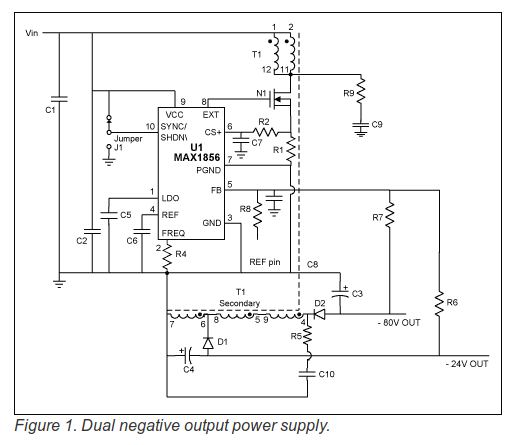 Vin
1 2
T1
12 11
N1
R9
C9
C1
9 8
VCC EXT
10 SYNC/
SHDN\
Jumper
J1
U1
MAX1856
CS+ 6
R2
C7
R1
PGND 7
FB 5
1 LDO
4 REF
GND 3
FREQ
2
R4
C5
C6
C2
R8
R7
REF pin
C8
C3
R6
T1
Secondary
D2
7 6 8 5 9 4
- 80V OUT
D1
R5
C4
C10
- 24V OUT
Figure 1. Dual negative output power supply.